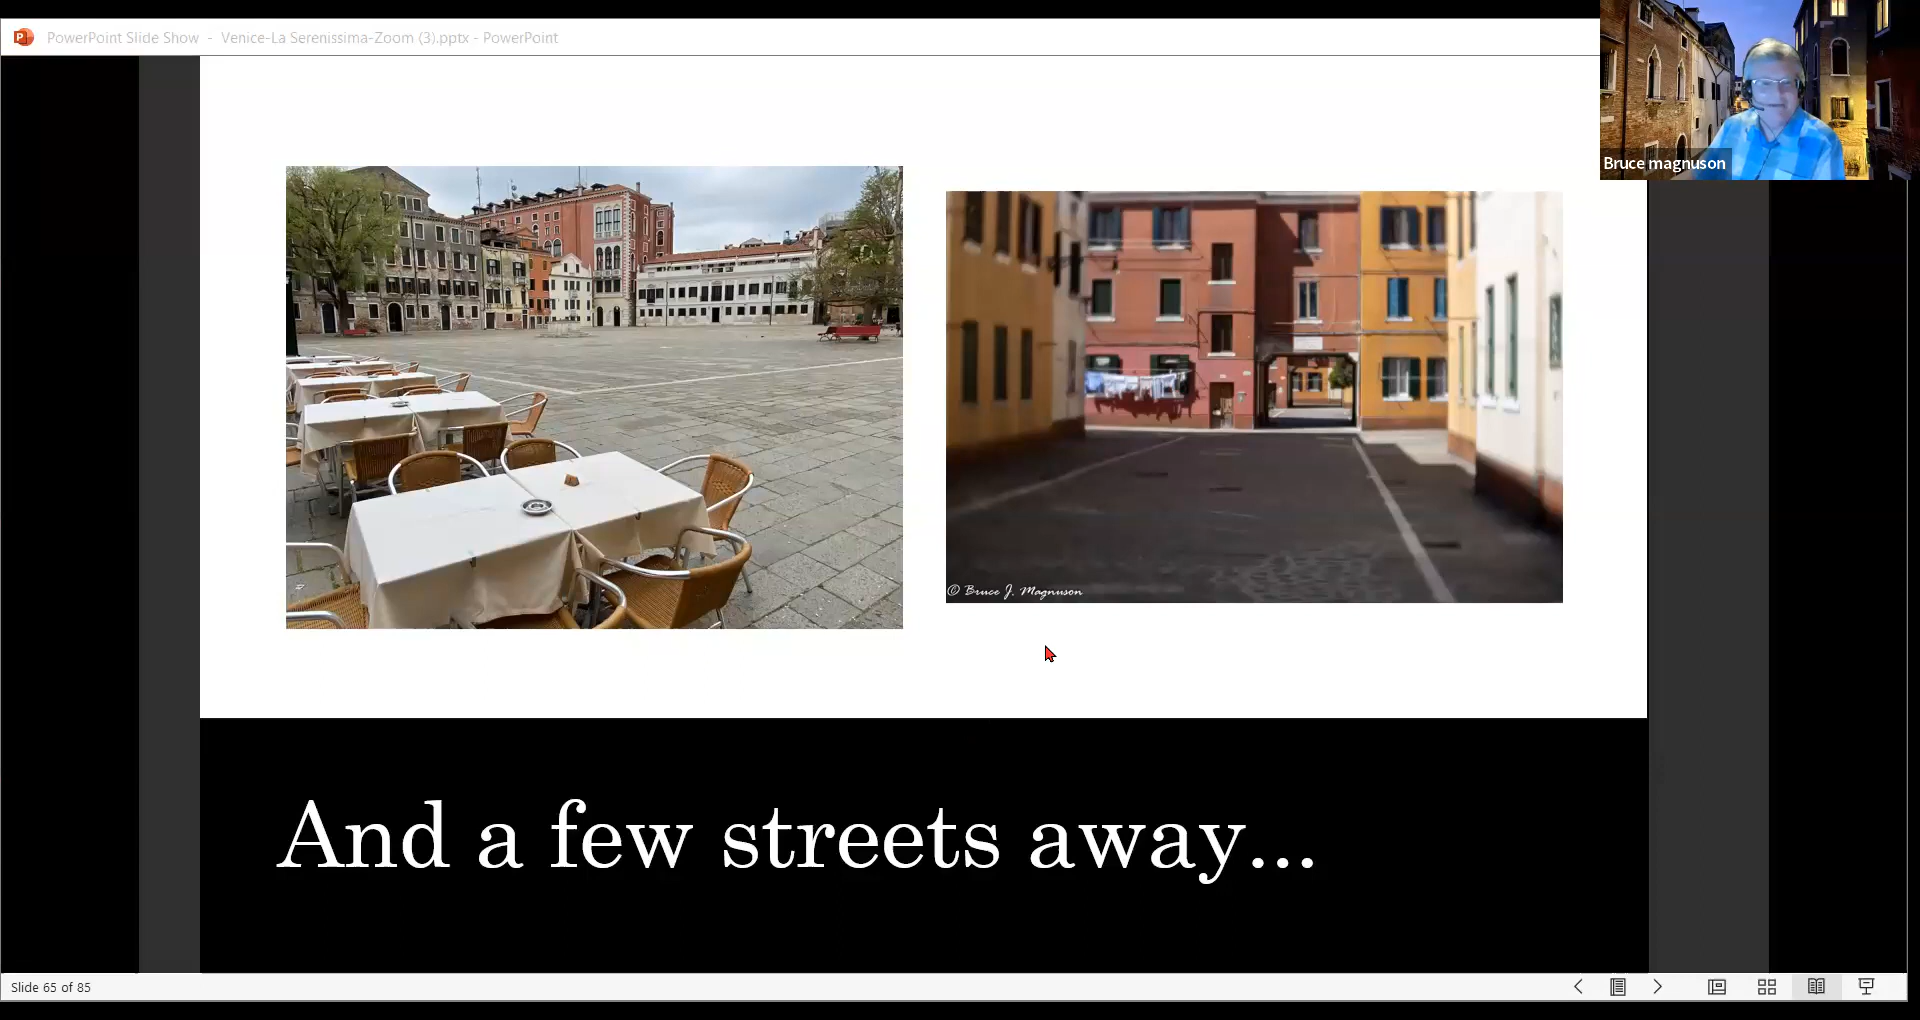 PowerPoint Slide Show - Venice-La Serenissima-Zoom (3).pptx - PowerPoint
Bruce magnuson
© Bruce J. Magnuson
And a few streets away...
Slide 65 of 85